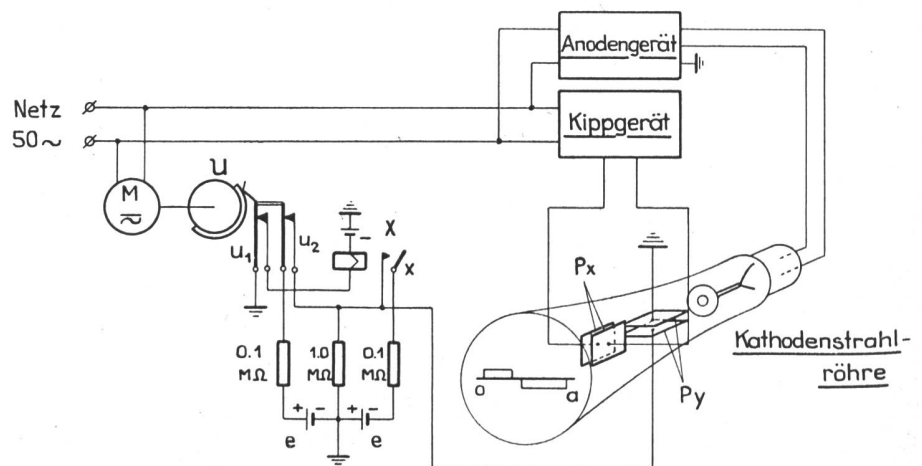 Anodengerät
Netz
50~
Kippgerät
M
U
u1
u2
-
X
x
Px
Kathodenstrahl-
röhre
0.1
MΩ
1.0
MΩ
0.1
MΩ
o
a
Py
+ -
+ -
e
e